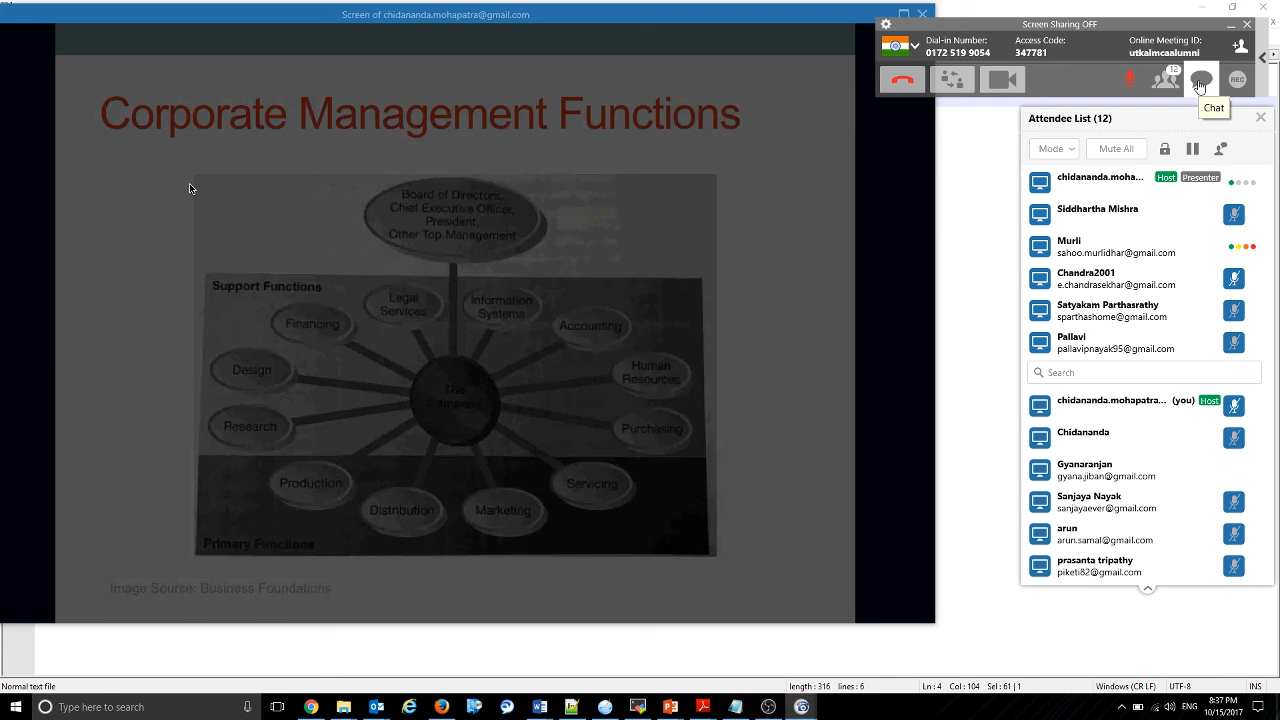 Screen of chidananda.mohapatra@gmail.com
Corporate Management Functions
Board of Directors,
Chief Executive Officer,
President,
Other Top Management
Support Functions
Legal
Services
Information
Systems
Financing
Accounting
Design
Human
Resources
The
Company
Research
Purchasing
Production
Servicing
Distribution
Marketing
Primary Functions
Image Source: Business Foundations
Screen Sharing OFF
Dial-in Number:
0172 519 9054
Access Code:
347781
Online Meeting ID:
utkalmcaalumni
12
REC
Chat
Attendee List (12)
Mode
Mute All
chidananda.moha...
Host
Presenter
Siddhartha Mishra
Murli
sahoo.murlidhar@gmail.com
Chandra2001
e.chandrasekhar@gmail.com
Satyakam Parthasrathy
sparthashome@gmail.com
Pallavi
pallavipnayak95@gmail.com
Search
chidananda.mohapatra... (you) Host
Chidananda
Gyanaranjan
gyana.jiban@gmail.com
Sanjaya Nayak
sanjayaever@gmail.com
arun
arun.samal@gmail.com
prasanta tripathy
piketi82@gmail.com
Normal text file
length : 316 lines : 6
Ln : 4 Col : 104 Sel : 61 | 1
Windows (CR LF)
UTF-8
INS
Type here to search
ENG
8:37 PM
10/15/2017